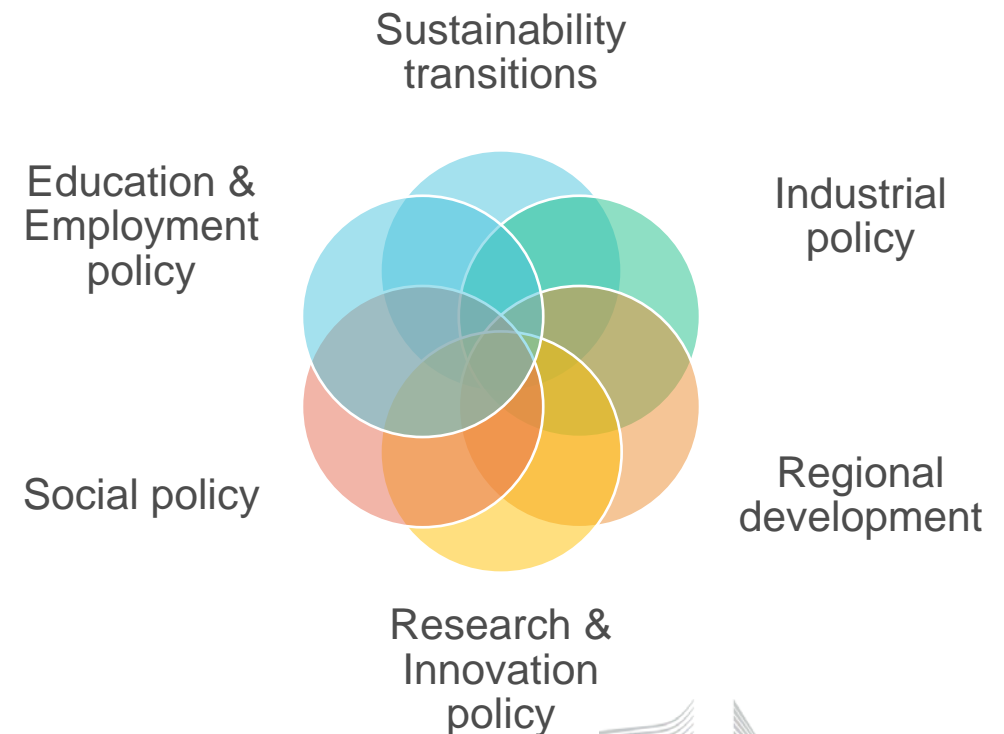 Sustainability
transitions
Education &
Employment
policy
Industrial
policy
Social policy
Regional
development
Research &
Innovation
policy